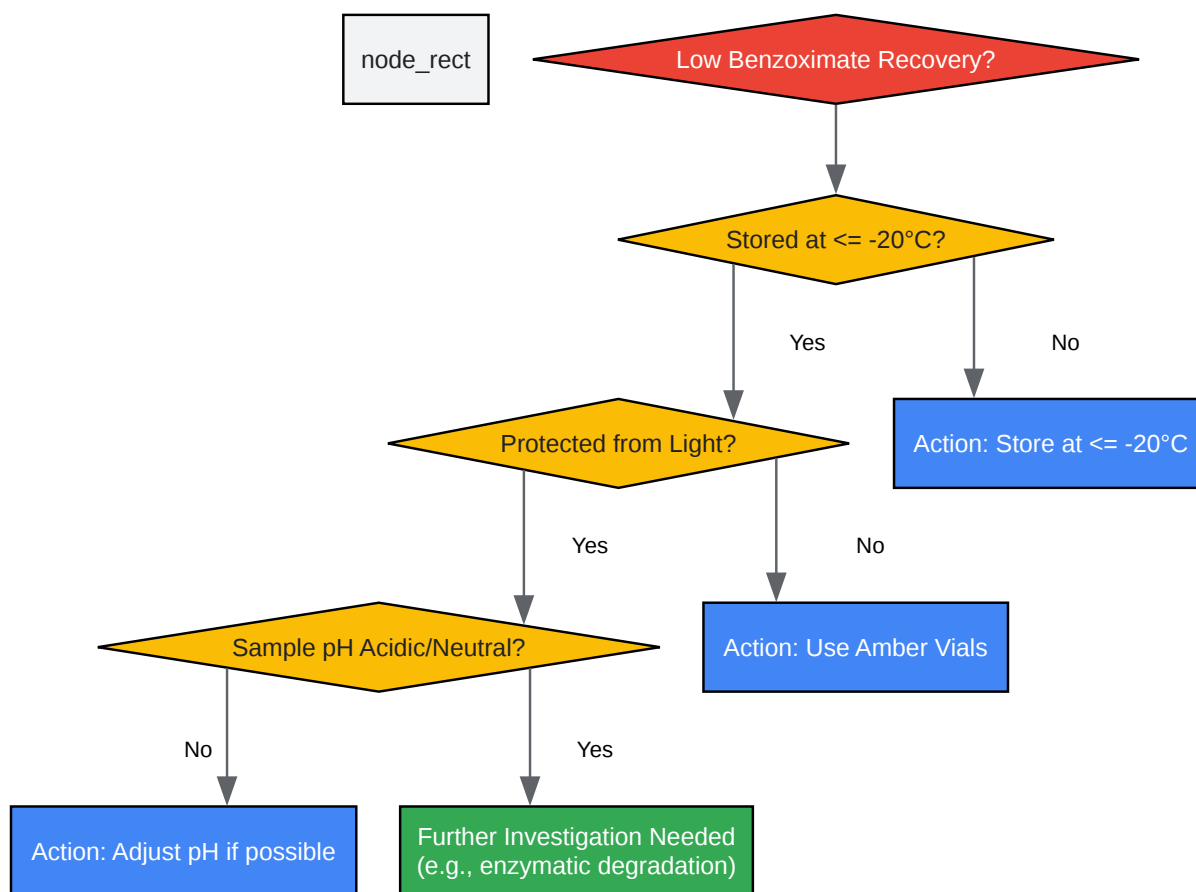 node_rect
Low Benzoximate Recovery?
Stored at <= -20°C?
Yes
No
Protected from Light?
Action: Store at <= -20°C
Yes
No
Sample pH Acidic/Neutral?
Action: Use Amber Vials
No
Yes
Action: Adjust pH if possible
Further Investigation Needed
(e.g., enzymatic degradation)